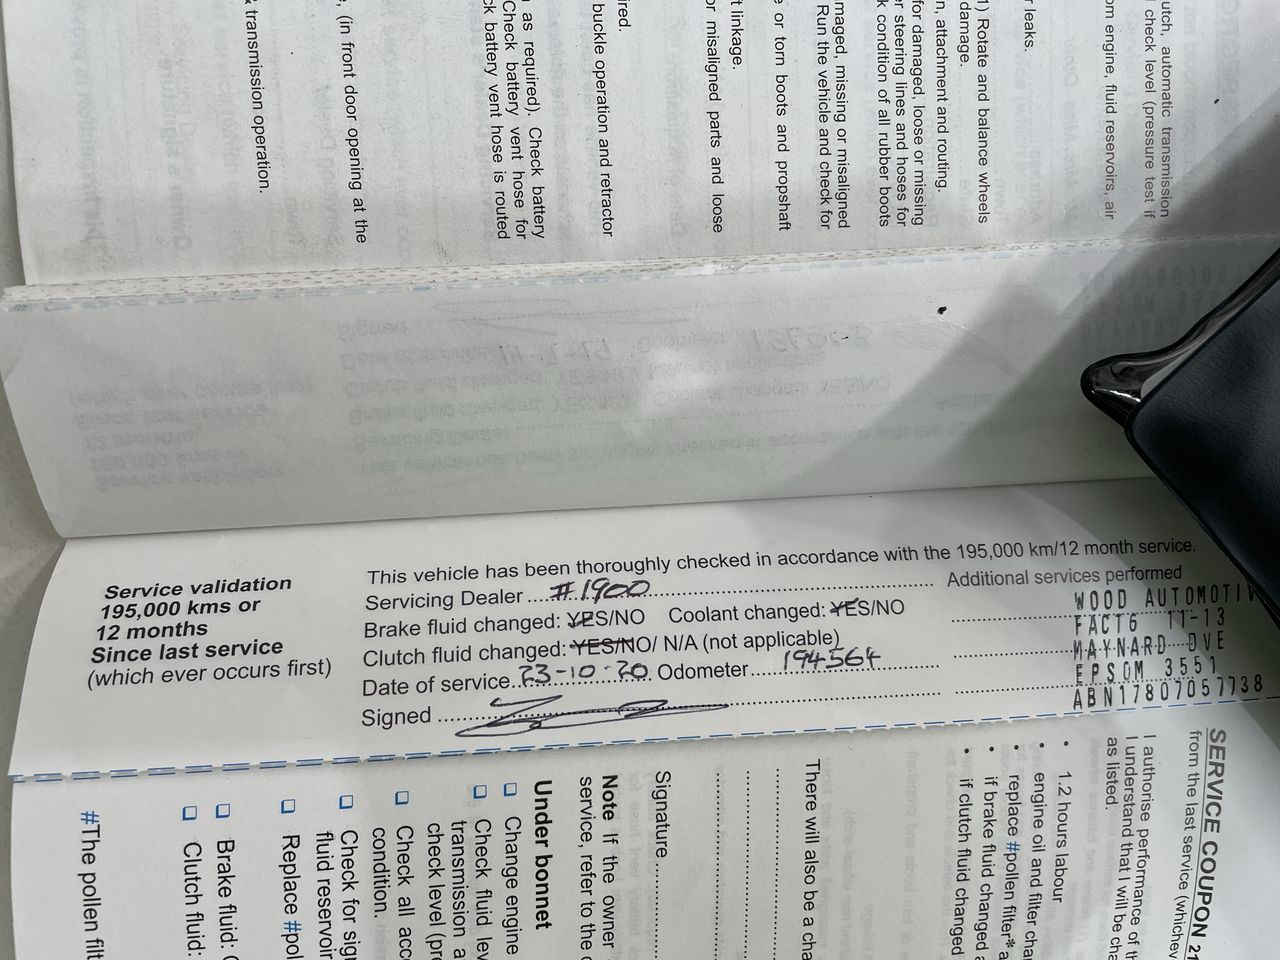 utch, automatic transmission
check level (pressure test if
om engine, fluid reservoirs, air
r leaks.
1) Rotate and balance wheels
damage.
n, attachment and routing.
for damaged, loose or missing
r steering lines and hoses for
k condition of all rubber boots
maged, missing or misaligned
Run the vehicle and check for
e or torn boots and propshaft
t linkage.
or misaligned parts and loose
ired.
buckle operation and retractor
as required). Check battery
Check battery vent hose for
ck battery vent hose is routed
, (in front door opening at the
transmission operation.
Service validation
195,000 kms or
12 months
Since last service
(which ever occurs first)
This vehicle has been thoroughly checked in accordance with the 195,000 km/12 month service.
Servicing Dealer ....#1900
Brake fluid changed: YES/NO Coolant changed: YES/NO
Clutch fluid changed: YES/NO/ N/A (not applicable)
Date of service..23-10-20. Odometer....194564
Signed
Additional services performed
WOOD AUTOMOTIV
FACT6 11-13
MAYNARD DVE
EPSOM 3551
ABN17807057738
SERVICE COUPON 21
from the last service (whichev
I authorise performance of th
I understand that I will be cha
as listed.
• 1.2 hours labour
• engine oil and filter char
• replace #pollen filter* a
• if brake fluid changed a
• if clutch fluid changed
There will also be a cha
Signature
Note If the owner
service, refer to the
Under bonnet
Change engine
Check fluid lev
transmission a
check level (pre
Check all acc
condition.
Check for sign
fluid reservoir
Replace #pol
Brake fluid:
Clutch fluid:
#The pollen filt